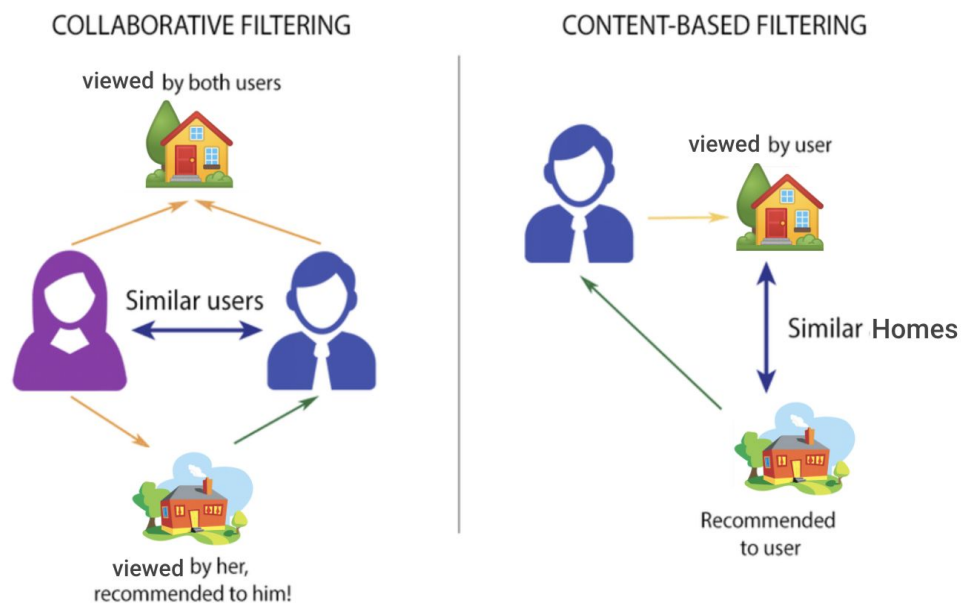 COLLABORATIVE FILTERING
viewed by both users
Similar users
viewed by her,
recommended to him!
CONTENT-BASED FILTERING
viewed by user
Similar Homes
Recommended
to user